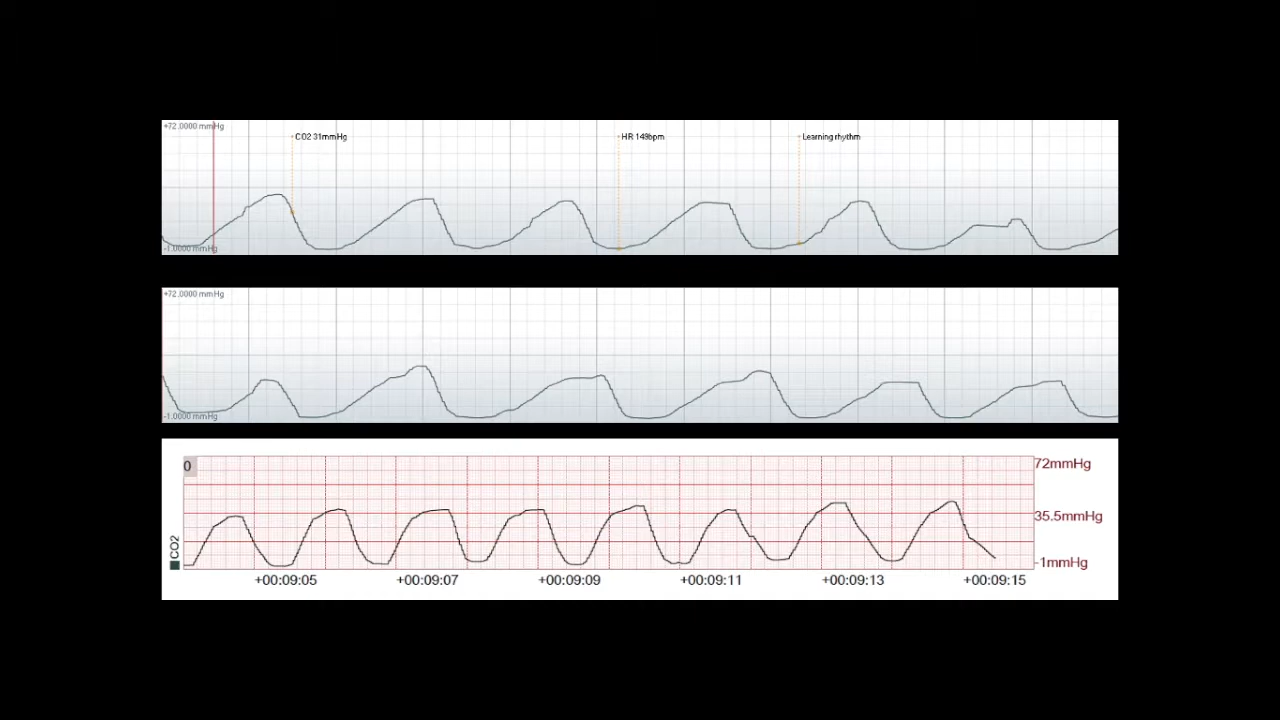 +72.0000 mmHg
CO2 31mmHg
HR 149bpm
Learning rhythm
-1.0000 mmHg
+72.0000 mmHg
-1.0000 mmHg
0
72mmHg
35.5mmHg
-1mmHg
CO2
+00:09:05 +00:09:07 +00:09:09 +00:09:11 +00:09:13 +00:09:15